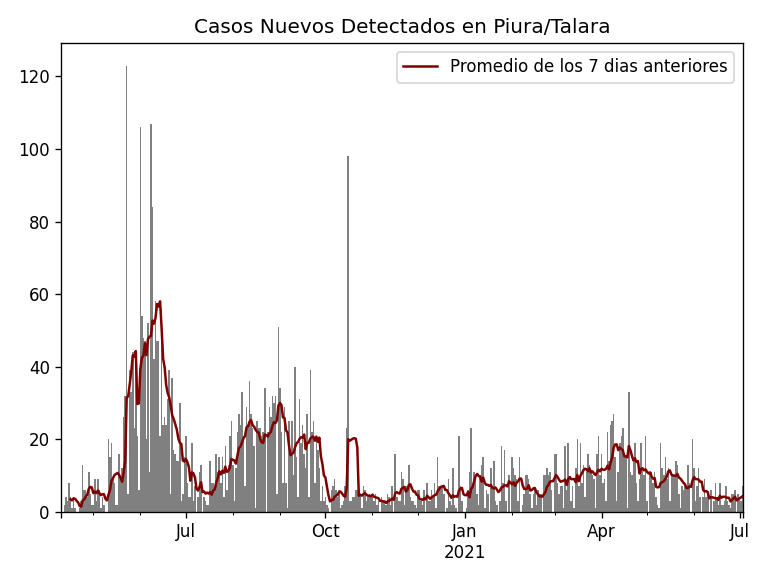 Casos Nuevos Detectados en Piura/Talara
Promedio de los 7 dias anteriores
120
100
80
60
40
20
0
Jul
Oct
Jan
2021
Apr
Jul